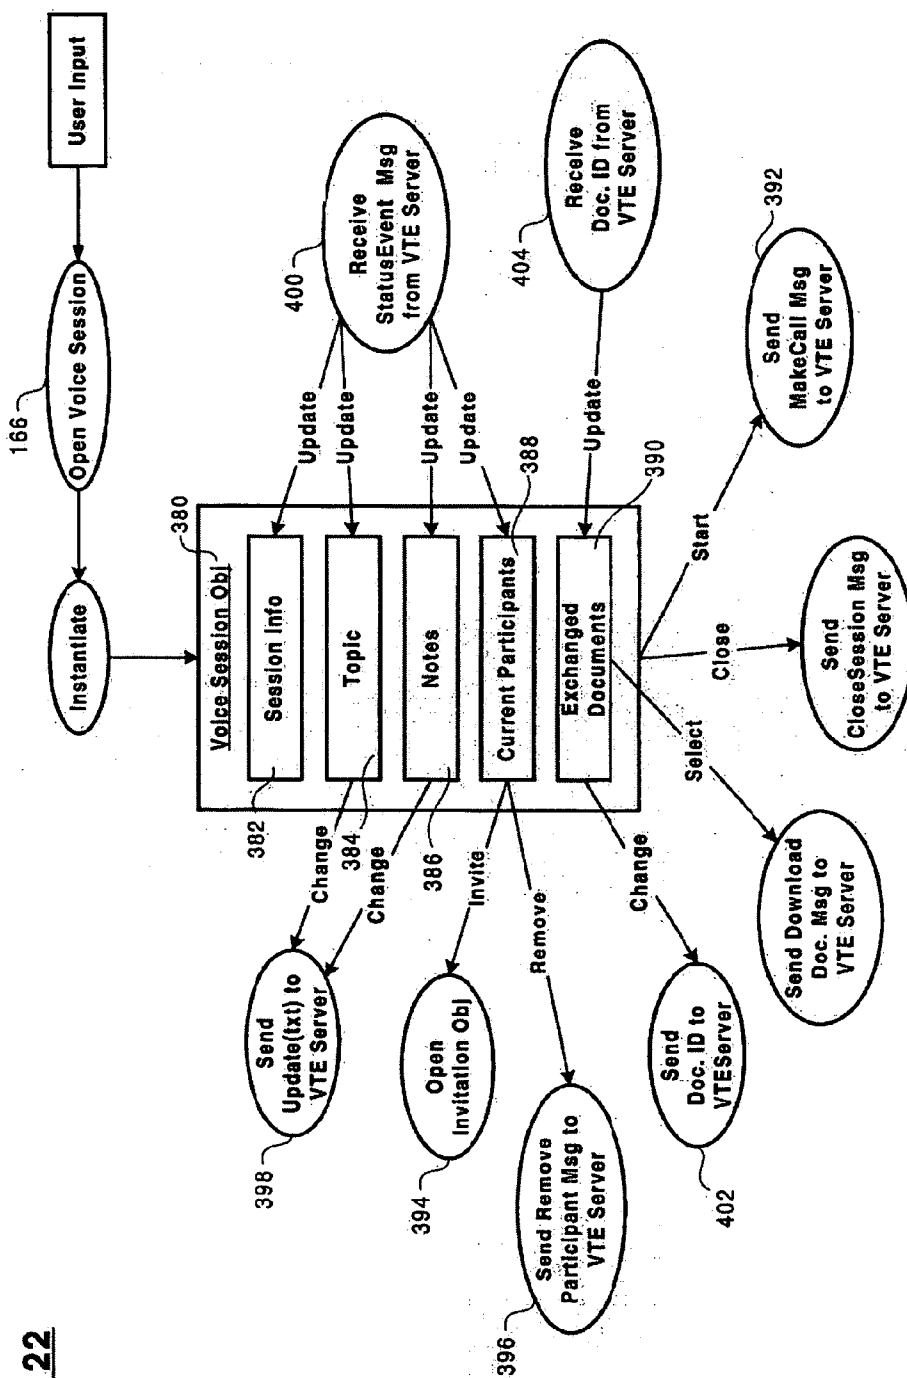 22
User Input
166
Open Voice Session
Instantiate
380
Voice Session Obj
382
Session Info
384
Topic
386
Notes
388
Current Participants
390
Exchanged
Documents
Update
Update
Update
Update
400
Receive
StatusEvent Msg
from VTE Server
Update
404
Receive
Doc. ID from
VTE Server
Change
Change
398
Send
Update(txt) to
VTE Server
Invite
394
Open
Invitation Obj
Remove
396
Send Remove
Participant Msg to
VTE Server
Change
402
Send
Doc. ID to
VTEServer
Select
Send Download
Doc. Msg to
VTE Server
Close
Send
CloseSession Msg
to VTE Server
Start
392
Send
MakeCall Msg
to VTE Server